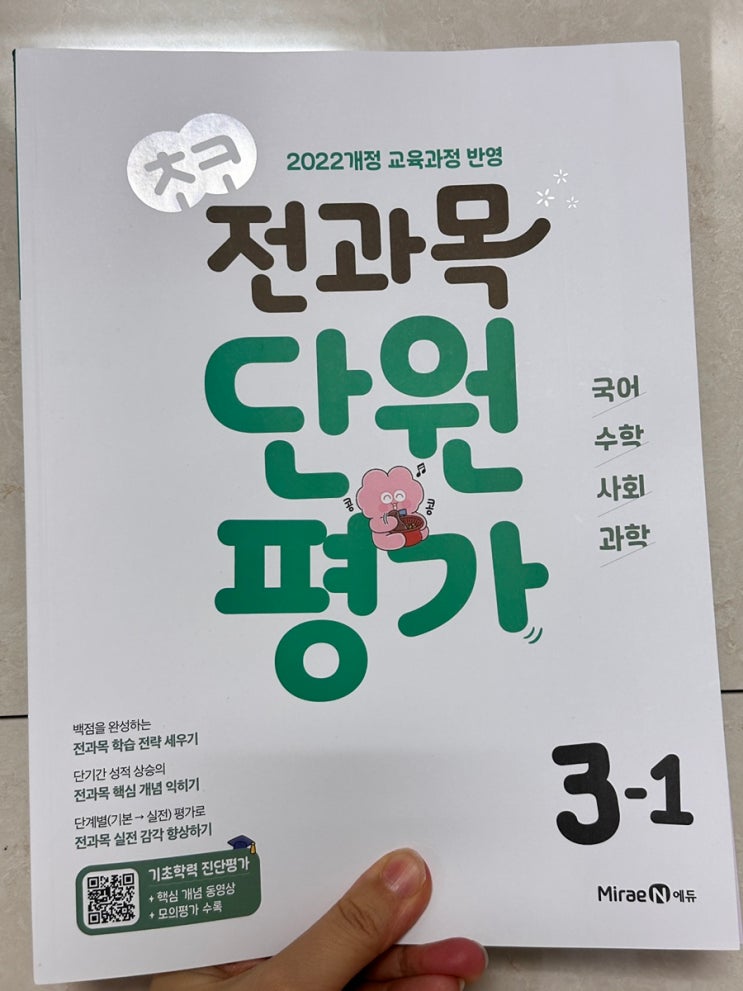 초코
2022개정 교육과정 반영
전과목
단원
평가
콩
콩
국어
수학
사회
과학
백점을 완성하는
전과목 학습 전략 세우기
단기간 성적 상승의
전과목 핵심 개념 익히기
단계별(기본 → 실전) 평가로
전과목 실전 감각 향상하기
기초학력 진단평가
+ 핵심 개념 동영상
+ 모의평가 수록
3-1
Mirae N 에듀